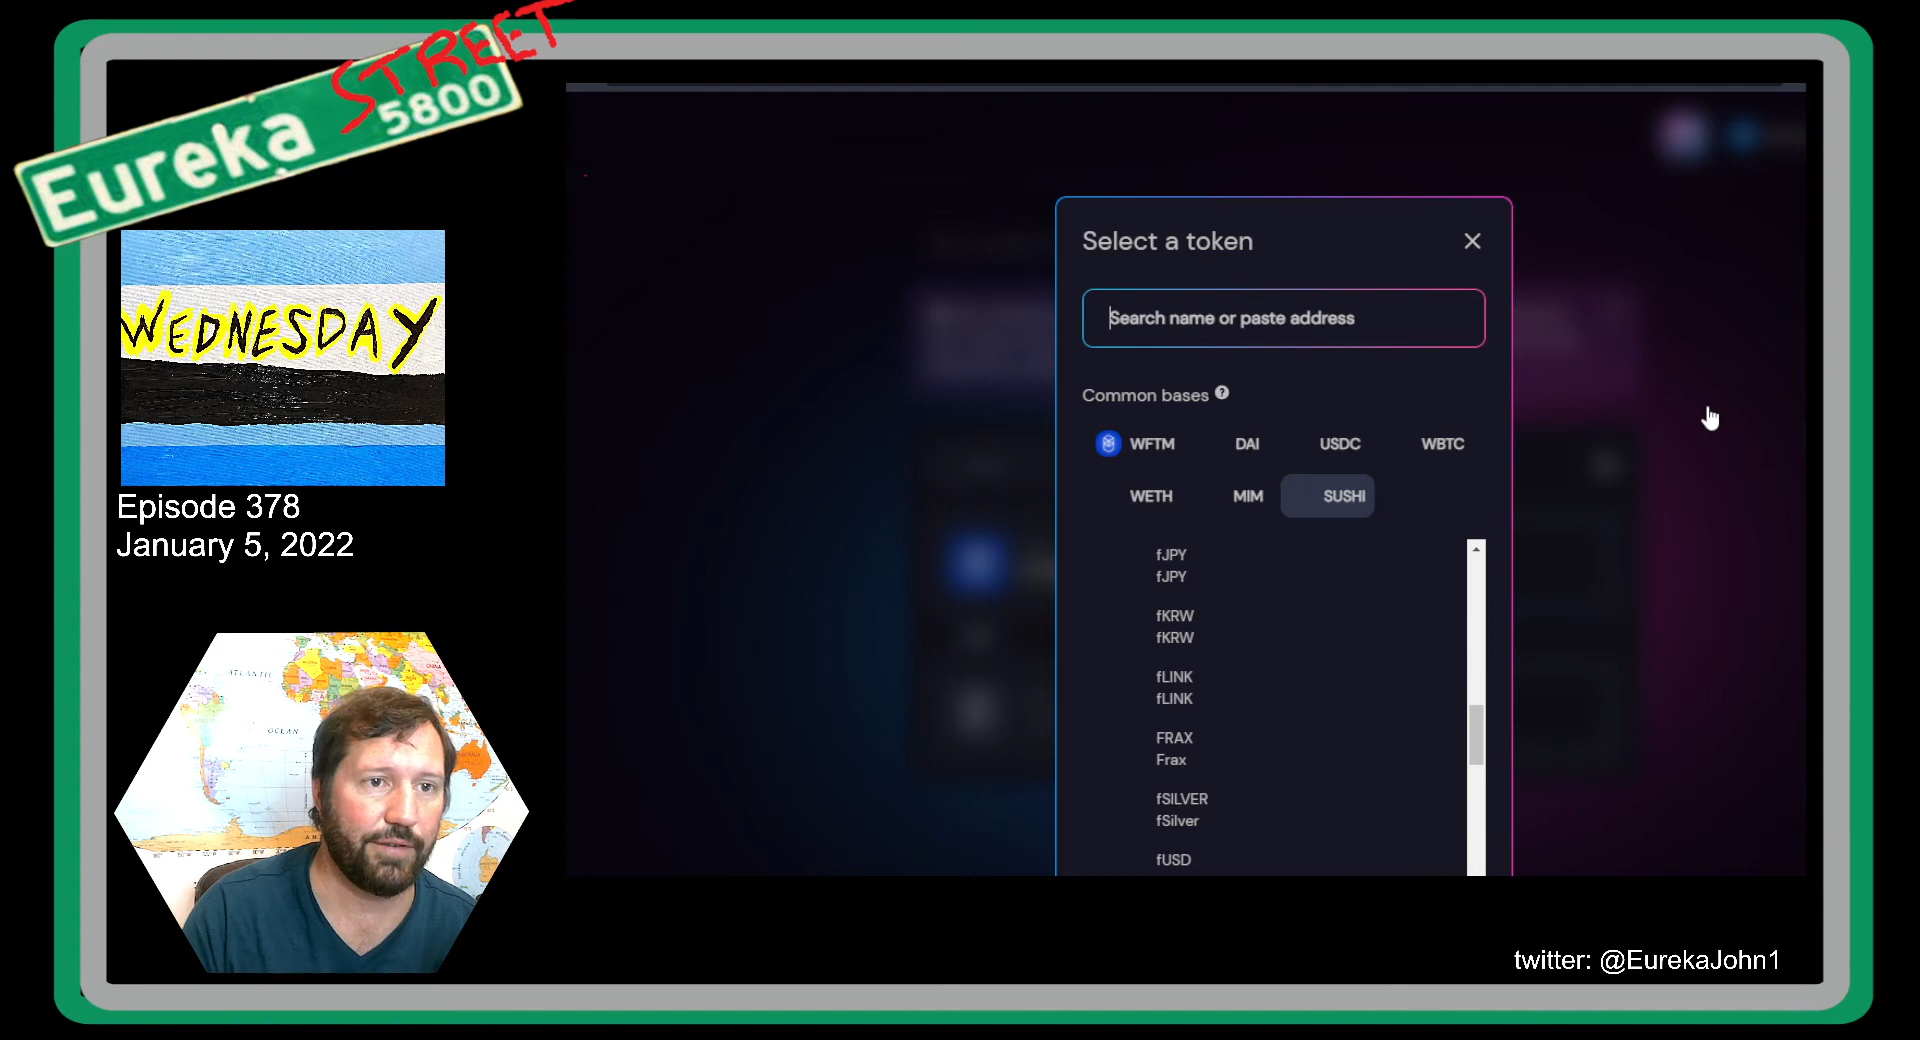 Eureka STREET
5800
WEDNESDAY
Episode 378
January 5, 2022
ATLANTIC
OCEAN
Select a token
Search name or paste address
Common bases ?
WFTM DAI USDC WBTC
WETH MIM SUSHI
fJPY
fJPY
fKRW
fKRW
fLINK
fLINK
FRAX
Frax
fSILVER
fSilver
fUSD
twitter: @EurekaJohn1